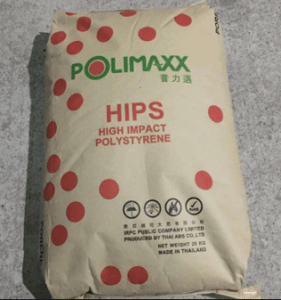 POLIMAXX
普力马
HIPS
HIGH IMPACT
POLYSTYRENE
IRPC PUBLIC COMPANY LIMITED
PRODUCED BY THAI ABS CO.,LTD
NET WEIGHT 25 KG
MADE IN THAILAND